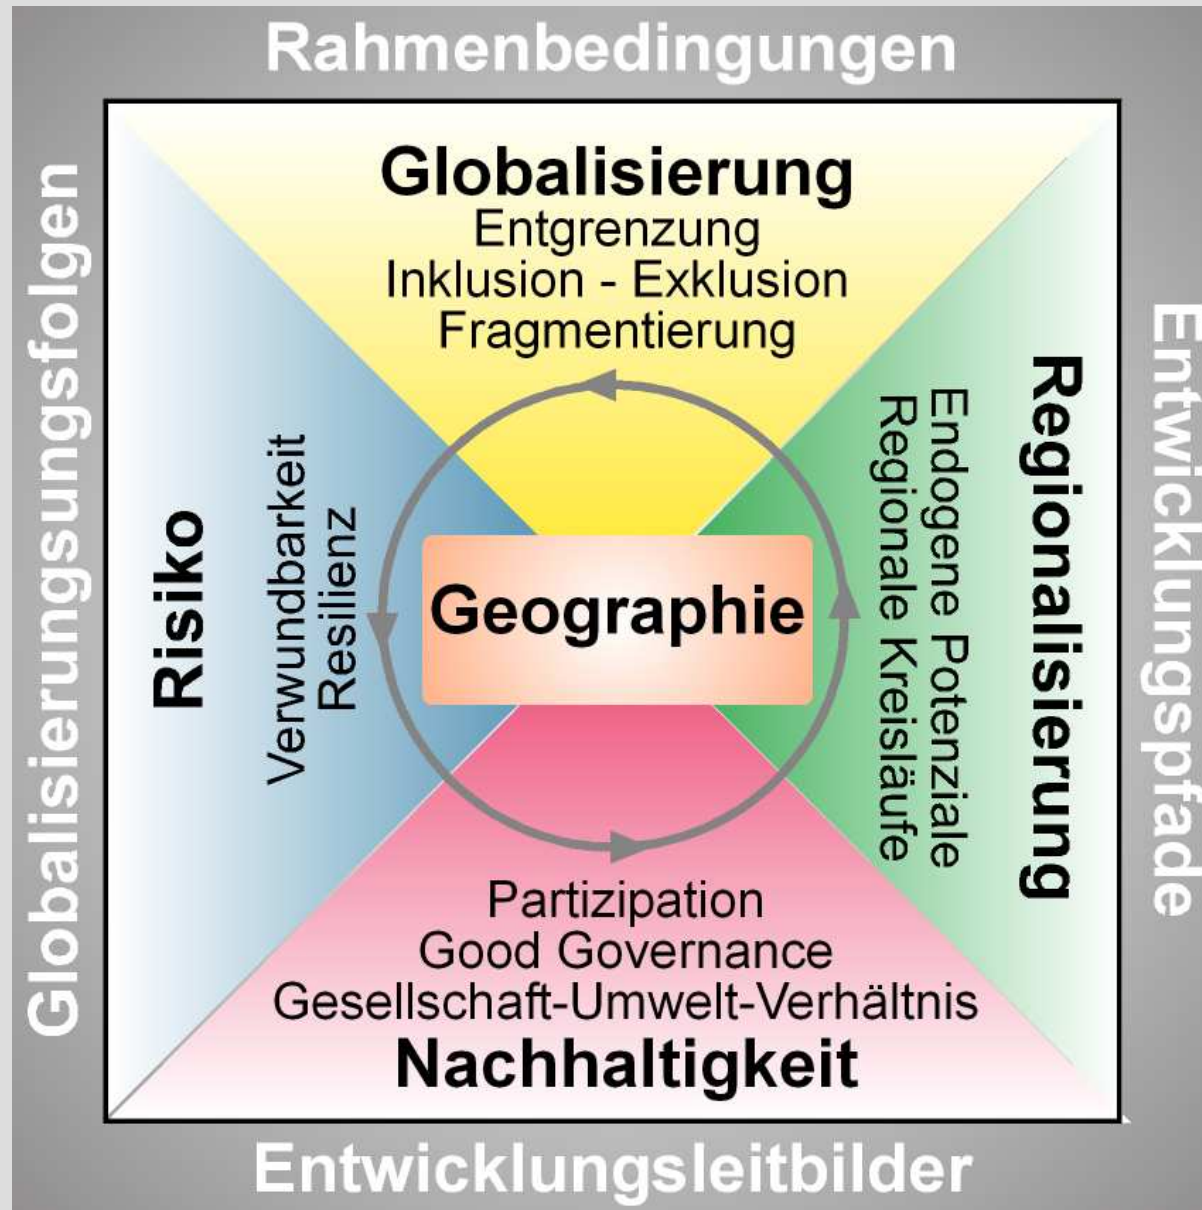 Rahmenbedingungen
Globalisierung
Entgrenzung
Inklusion - Exklusion
Fragmentierung
Globalisierungsungsfolgen
Risiko
Verwundbarkeit
Resilienz
Geographie
Endogene Potenziale
Regionale Kreisläufe
Regionalisierung
Entwicklungspfade
Partizipation
Good Governance
Gesellschaft-Umwelt-Verhältnis
Nachhaltigkeit
Entwicklungsleitbilder